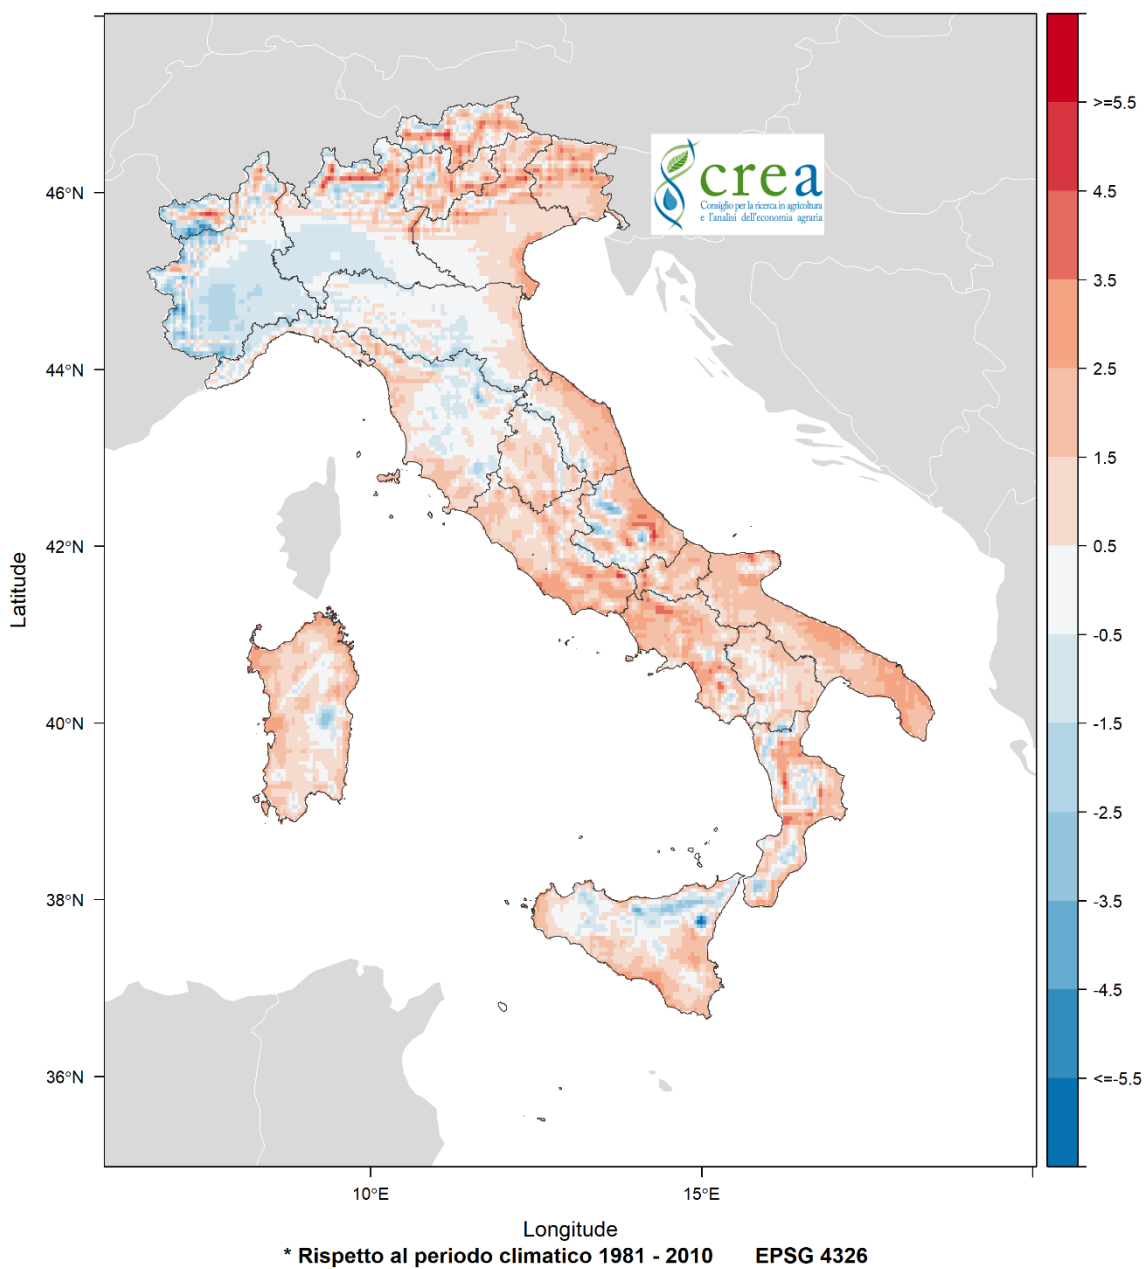 crea
Consiglio per la ricerca in agricoltura
e l'analisi dell'economia agraria
>=5.5
4.5
3.5
2.5
1.5
0.5
-0.5
-1.5
-2.5
-3.5
-4.5
<=-5.5
46°N
44°N
42°N
40°N
38°N
36°N
Latitude
10°E 15°E
Longitude
* Rispetto al periodo climatico 1981 - 2010 EPSG 4326